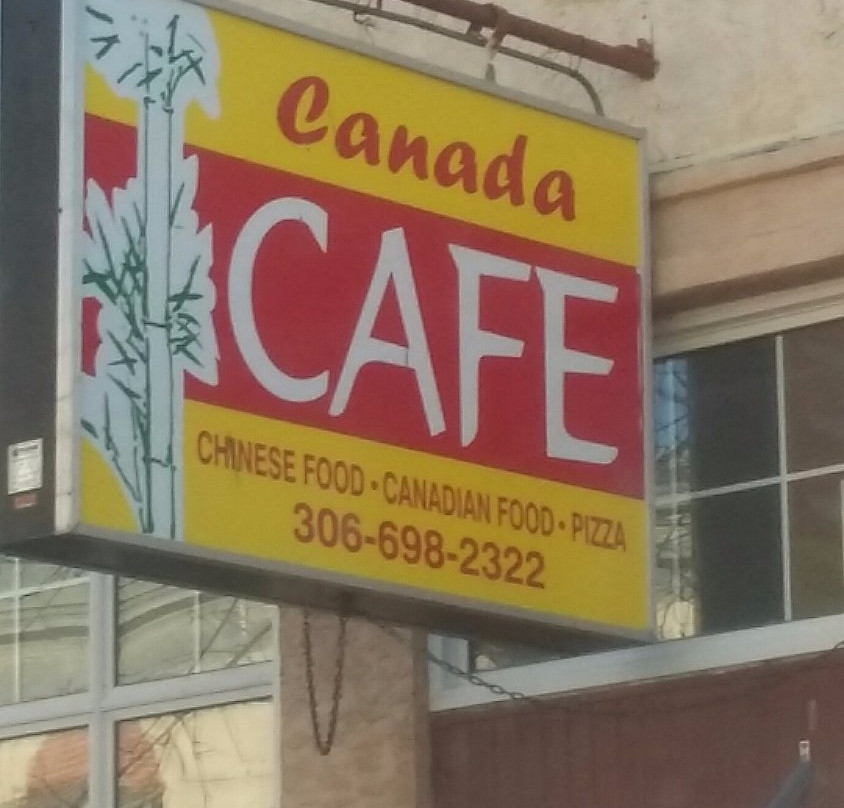 Canada
CAFE
CHINESE FOOD • CANADIAN FOOD • PIZZA
306-698-2322